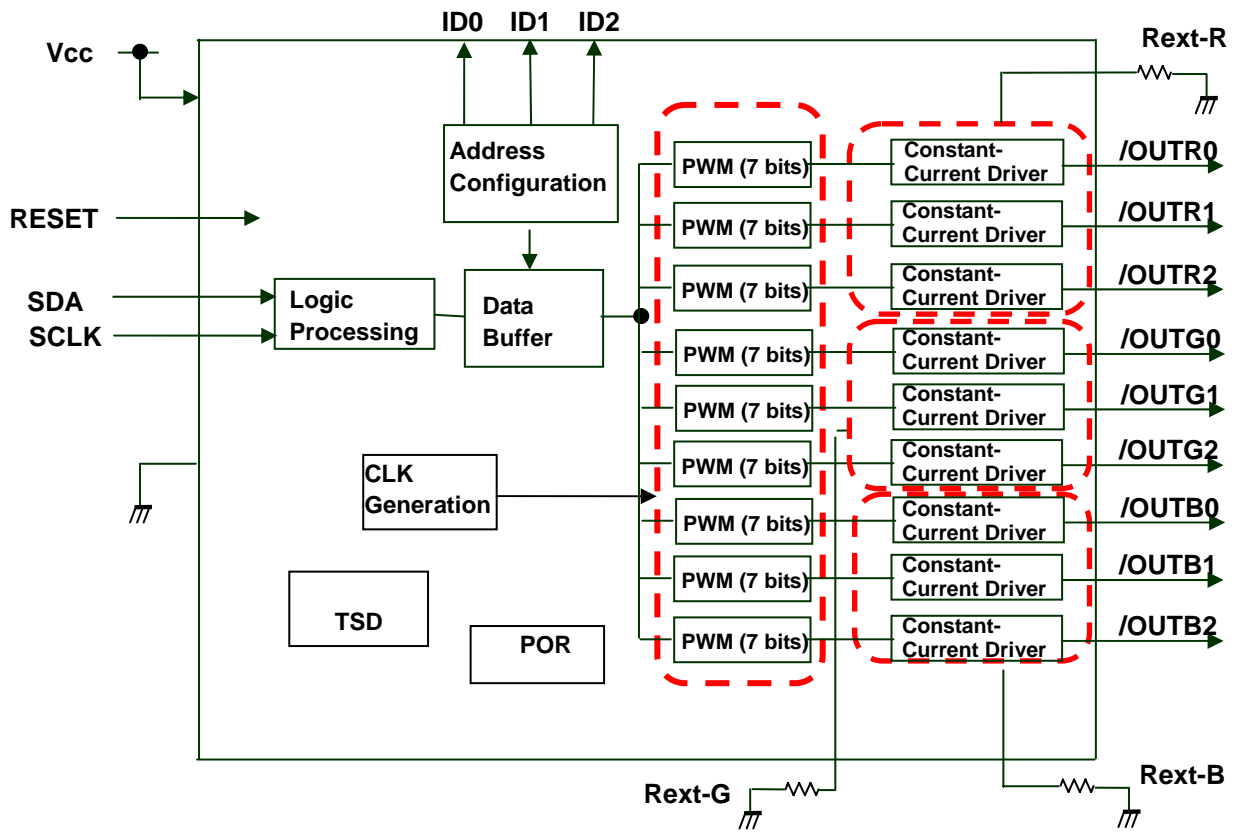 ID0 ID1 ID2
Rext-R
Vcc
Address
Configuration
PWM (7 bits)
Constant-
Current Driver
/OUTR0
RESET
PWM (7 bits)
Constant-
Current Driver
/OUTR1
SDA
SCLK
Logic
Processing
Data
Buffer
PWM (7 bits)
Constant-
Current Driver
/OUTR2
PWM (7 bits)
Constant-
Current Driver
/OUTG0
PWM (7 bits)
Constant-
Current Driver
/OUTG1
CLK
Generation
PWM (7 bits)
Constant-
Current Driver
/OUTG2
PWM (7 bits)
Constant-
Current Driver
/OUTB0
TSD
PWM (7 bits)
Constant-
Current Driver
/OUTB1
POR
PWM (7 bits)
Constant-
Current Driver
/OUTB2
Rext-G
Rext-B